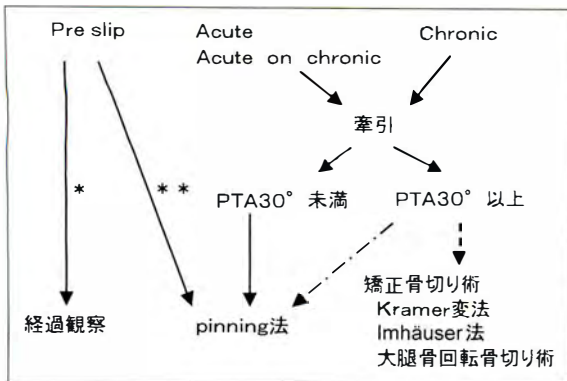 Pre slip
Acute
Acute on chronic
Chronic
牽引
*
**
PTA30° 未満
PTA30° 以上
経過観察
pinning法
矯正骨切り術
Kramer変法
Imhäuser法
大腿骨回転骨切り術